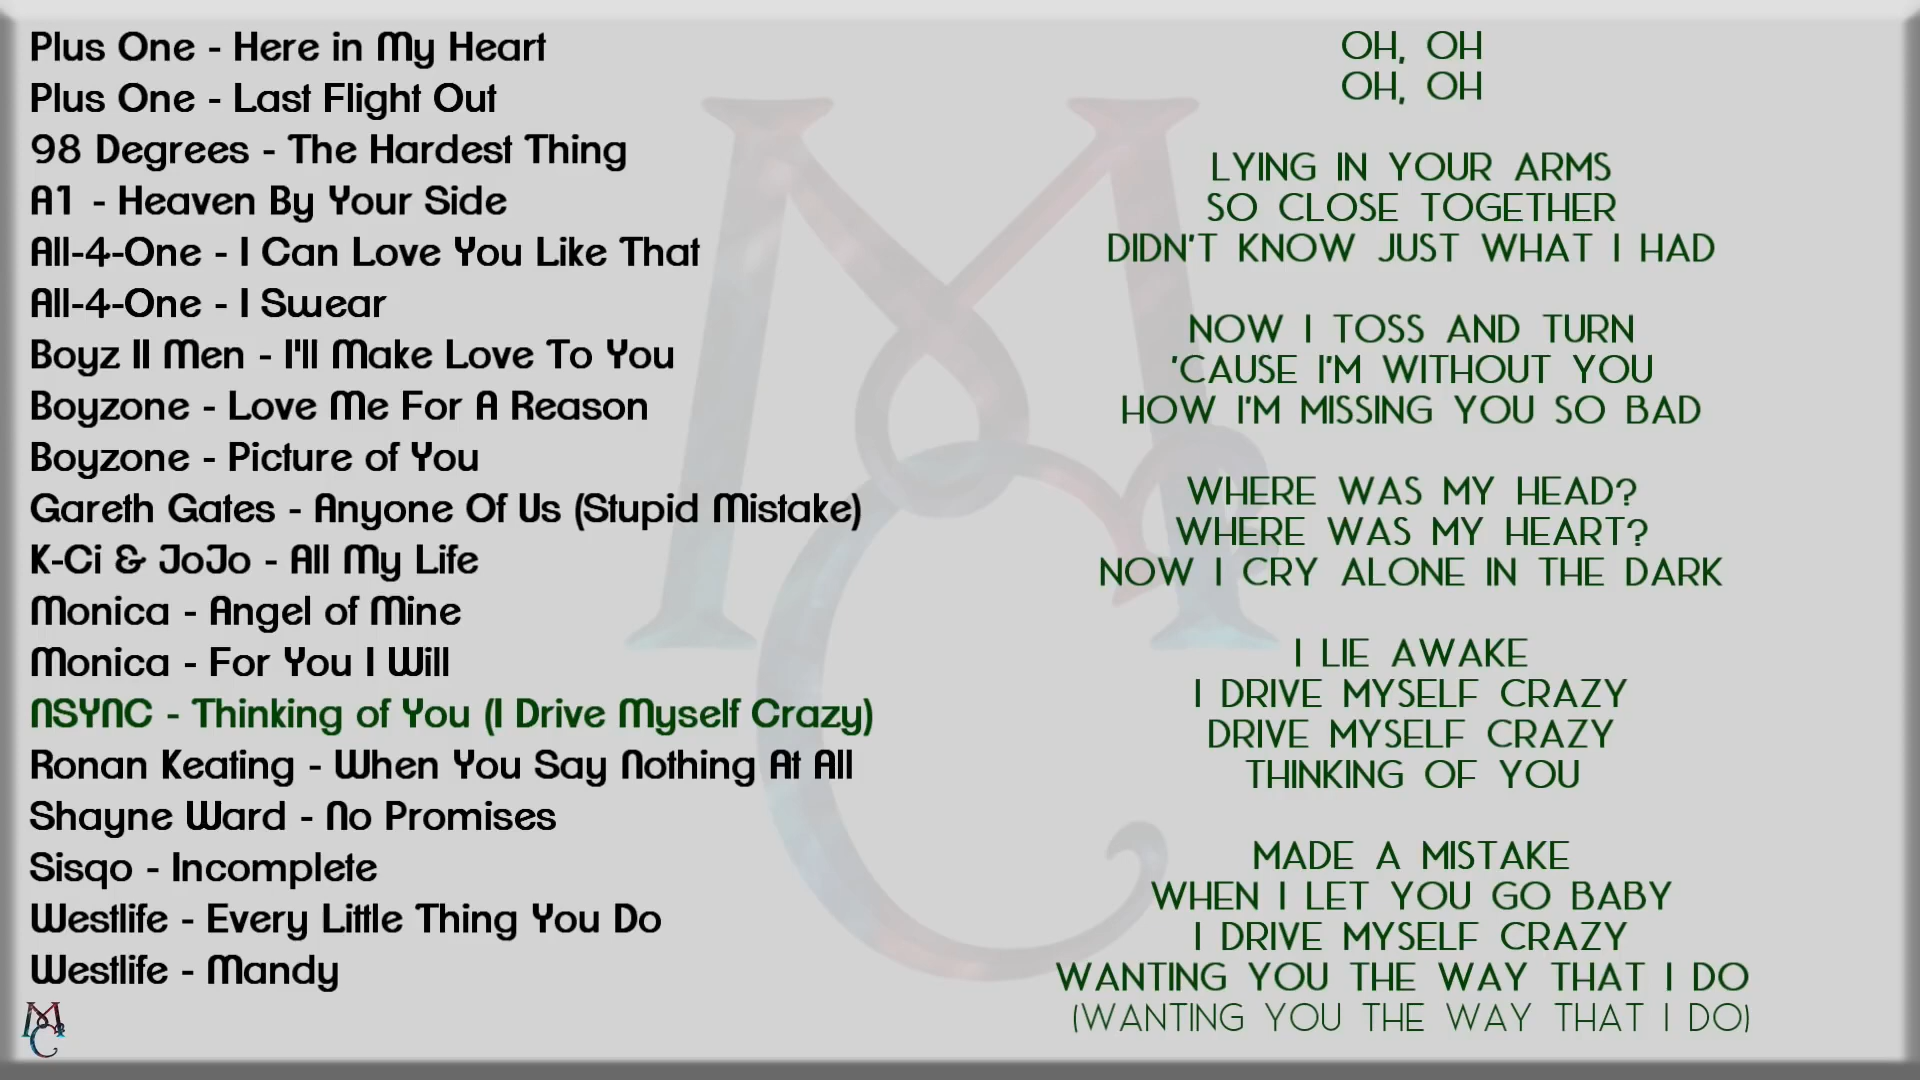 Plus One - Here in My Heart
Plus One - Last Flight Out
98 Degrees - The Hardest Thing
A1 - Heaven By Your Side
All-4-One - I Can Love You Like That
All-4-One - I Swear
Boyz II Men - I'll Make Love To You
Boyzone - Love Me For A Reason
Boyzone - Picture of You
Gareth Gates - Anyone Of Us (Stupid Mistake)
K-Ci & JoJo - All My Life
Monica - Angel of Mine
Monica - For You I Will
NSYNC - Thinking of You (I Drive Myself Crazy)
Ronan Keating - When You Say Nothing At All
Shayne Ward - No Promises
Sisqo - Incomplete
Westlife - Every Little Thing You Do
Westlife - Mandy
OH, OH
OH, OH
LYING IN YOUR ARMS
SO CLOSE TOGETHER
DIDN'T KNOW JUST WHAT I HAD
NOW I TOSS AND TURN
'CAUSE I'M WITHOUT YOU
HOW I'M MISSING YOU SO BAD
WHERE WAS MY HEAD?
WHERE WAS MY HEART?
NOW I CRY ALONE IN THE DARK
I LIE AWAKE
I DRIVE MYSELF CRAZY
DRIVE MYSELF CRAZY
THINKING OF YOU
MADE A MISTAKE
WHEN I LET YOU GO BABY
I DRIVE MYSELF CRAZY
WANTING YOU THE WAY THAT I DO
(WANTING YOU THE WAY THAT I DO)